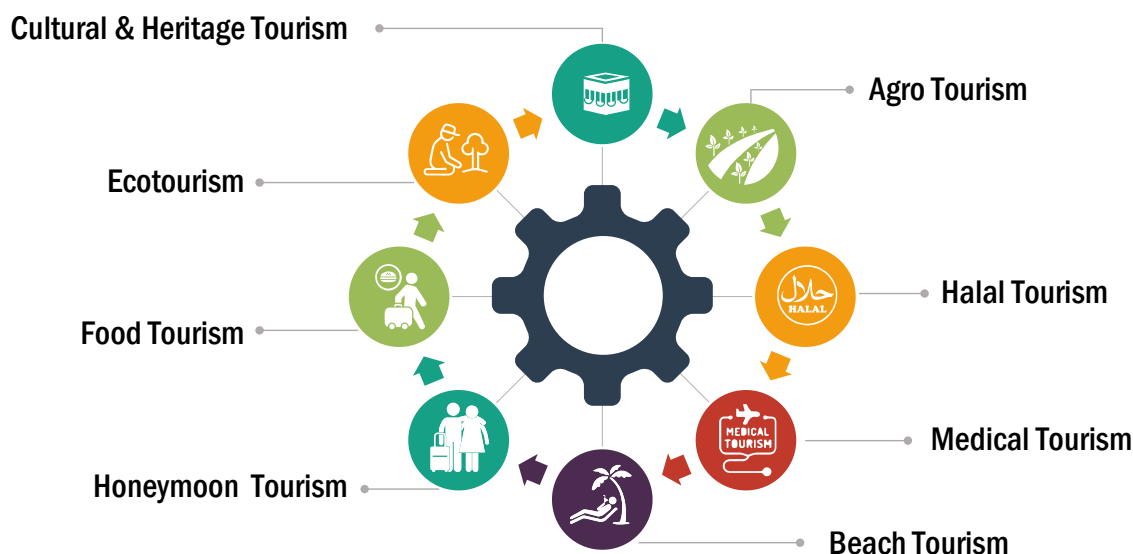 Cultural & Heritage Tourism
Agro Tourism
Ecotourism
حلال
HALAL
Halal Tourism
Food Tourism
MEDICAL
TOURISM
Medical Tourism
Honeymoon Tourism
Beach Tourism